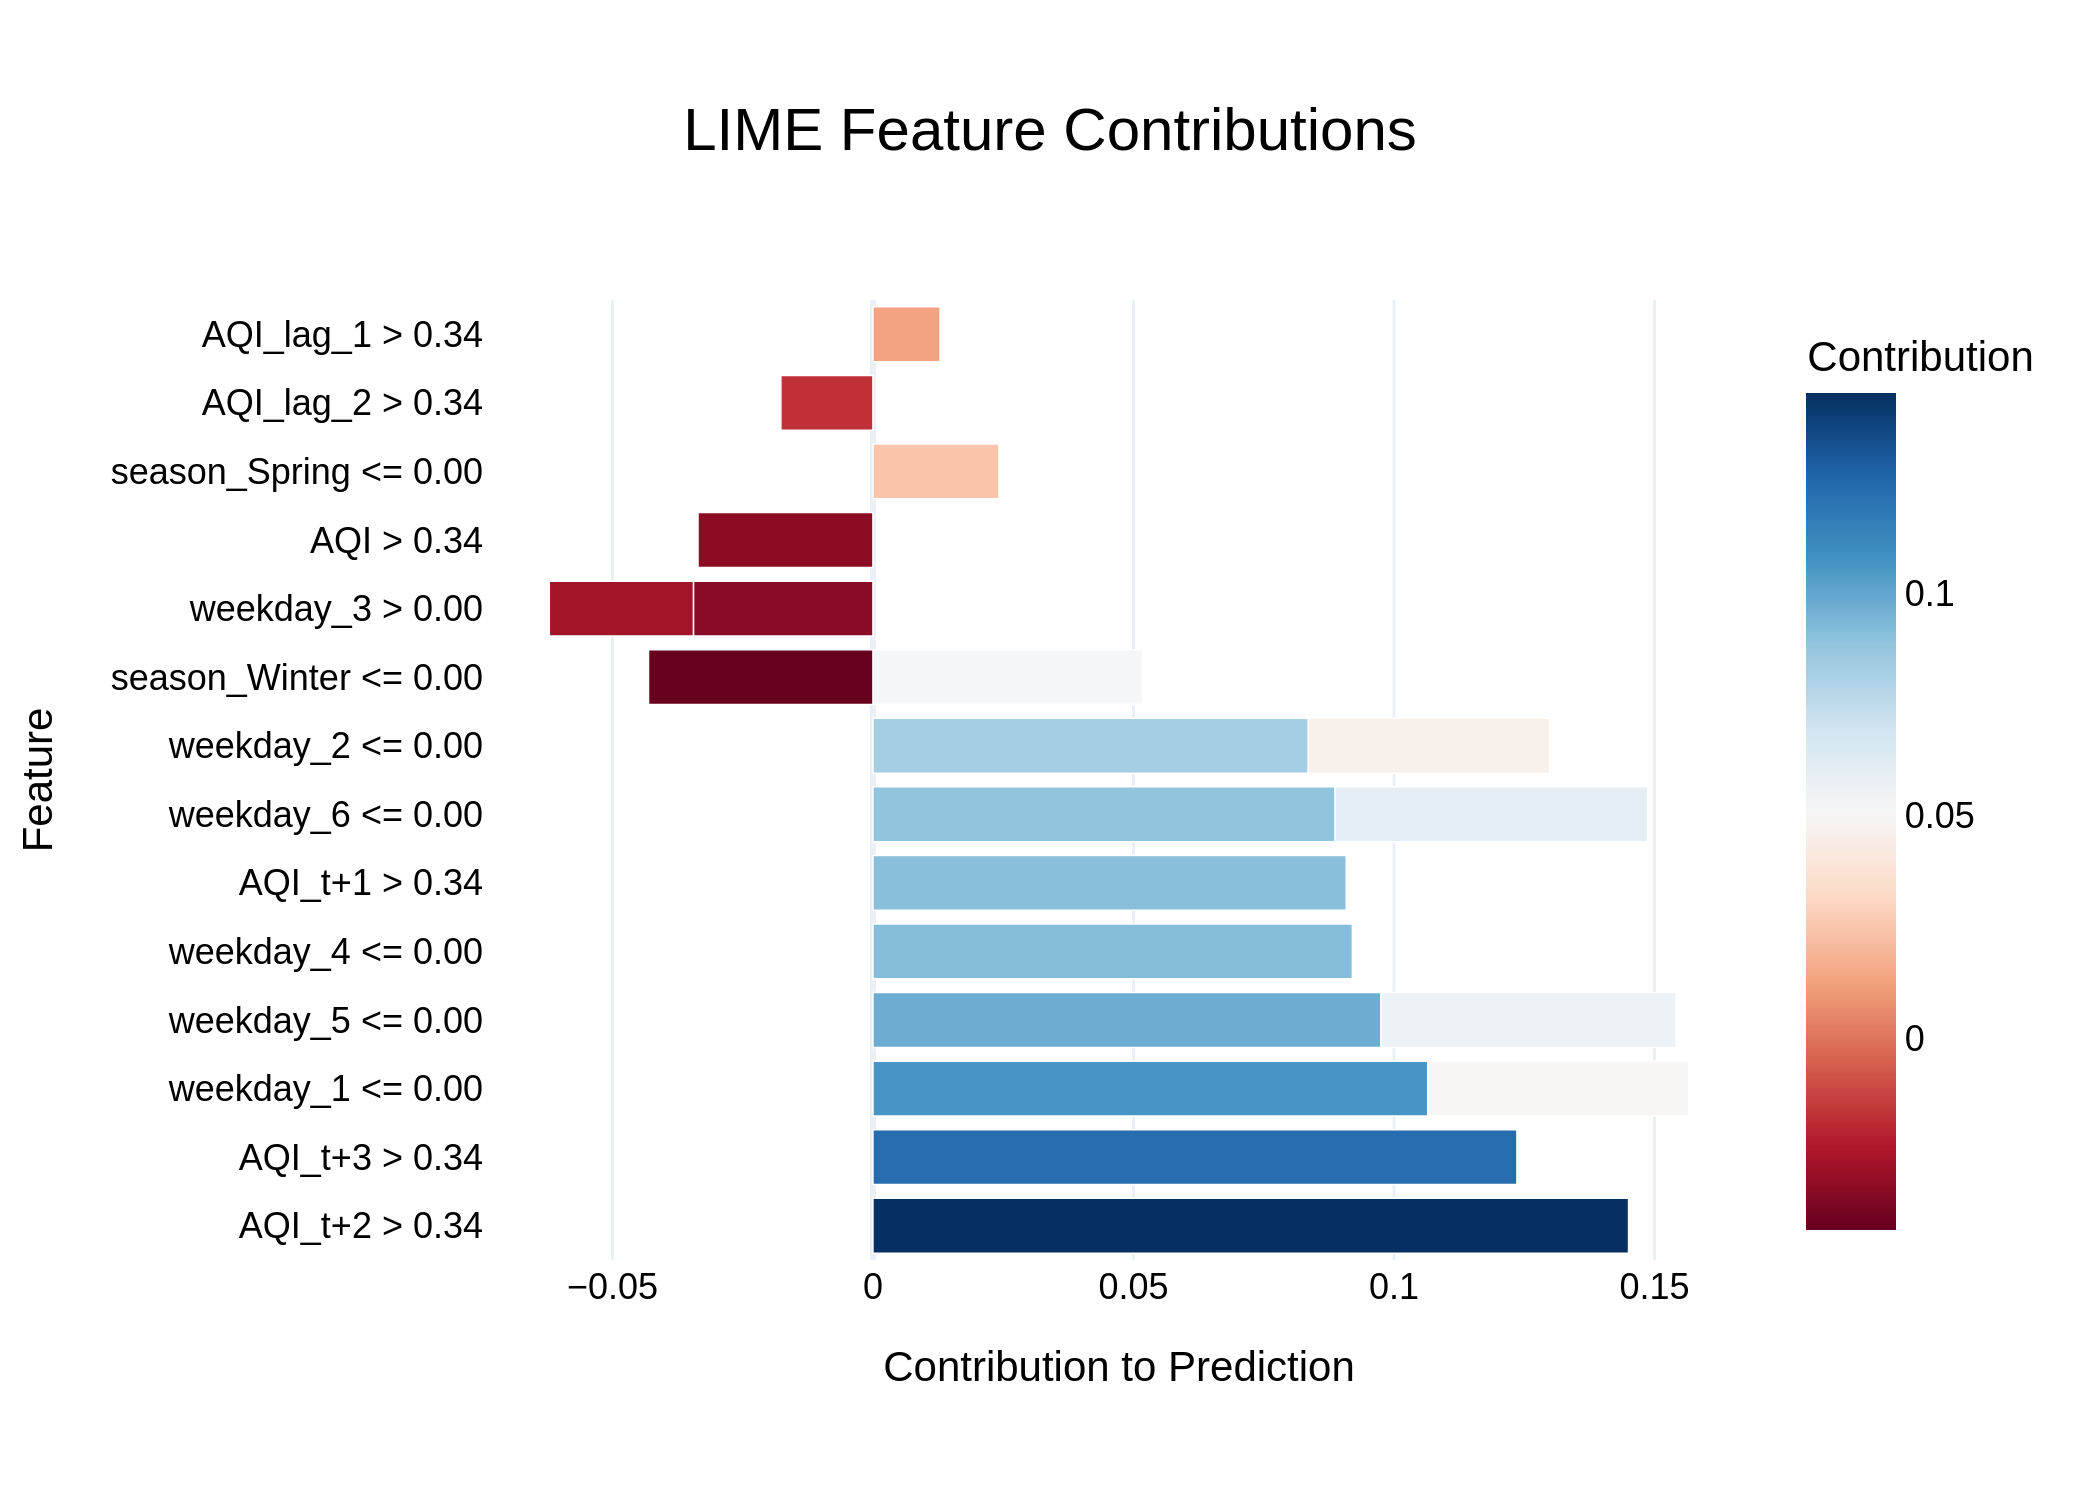 LIME Feature Contributions
AQI_lag_1 > 0.34
AQI_lag_2 > 0.34
season_Spring <= 0.00
AQI > 0.34
weekday_3 > 0.00
season_Winter <= 0.00
weekday_2 <= 0.00
weekday_6 <= 0.00
AQI_t+1 > 0.34
weekday_4 <= 0.00
weekday_5 <= 0.00
weekday_1 <= 0.00
AQI_t+3 > 0.34
AQI_t+2 > 0.34
Feature
−0.05 0 0.05 0.1 0.15
Contribution to Prediction
Contribution
0.1
0.05
0